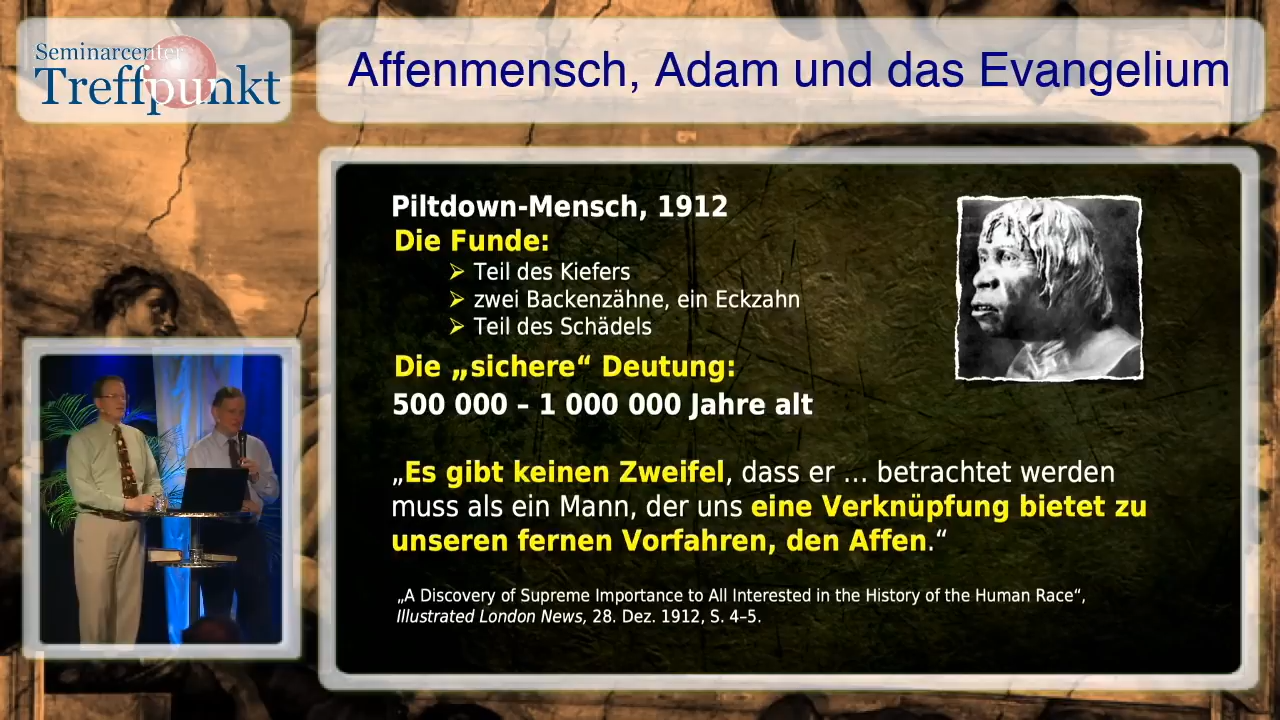 Seminarcenter
Treffpunkt
Affenmensch, Adam und das Evangelium
Piltdown-Mensch, 1912
Die Funde:
➢ Teil des Kiefers
➢ zwei Backenzähne, ein Eckzahn
➢ Teil des Schädels
Die „sichere“ Deutung:
500 000 – 1 000 000 Jahre alt
„Es gibt keinen Zweifel, dass er ... betrachtet werden
muss als ein Mann, der uns eine Verknüpfung bietet zu
unseren fernen Vorfahren, den Affen.“
„A Discovery of Supreme Importance to All Interested in the History of the Human Race“,
Illustrated London News, 28. Dez. 1912, S. 4–5.